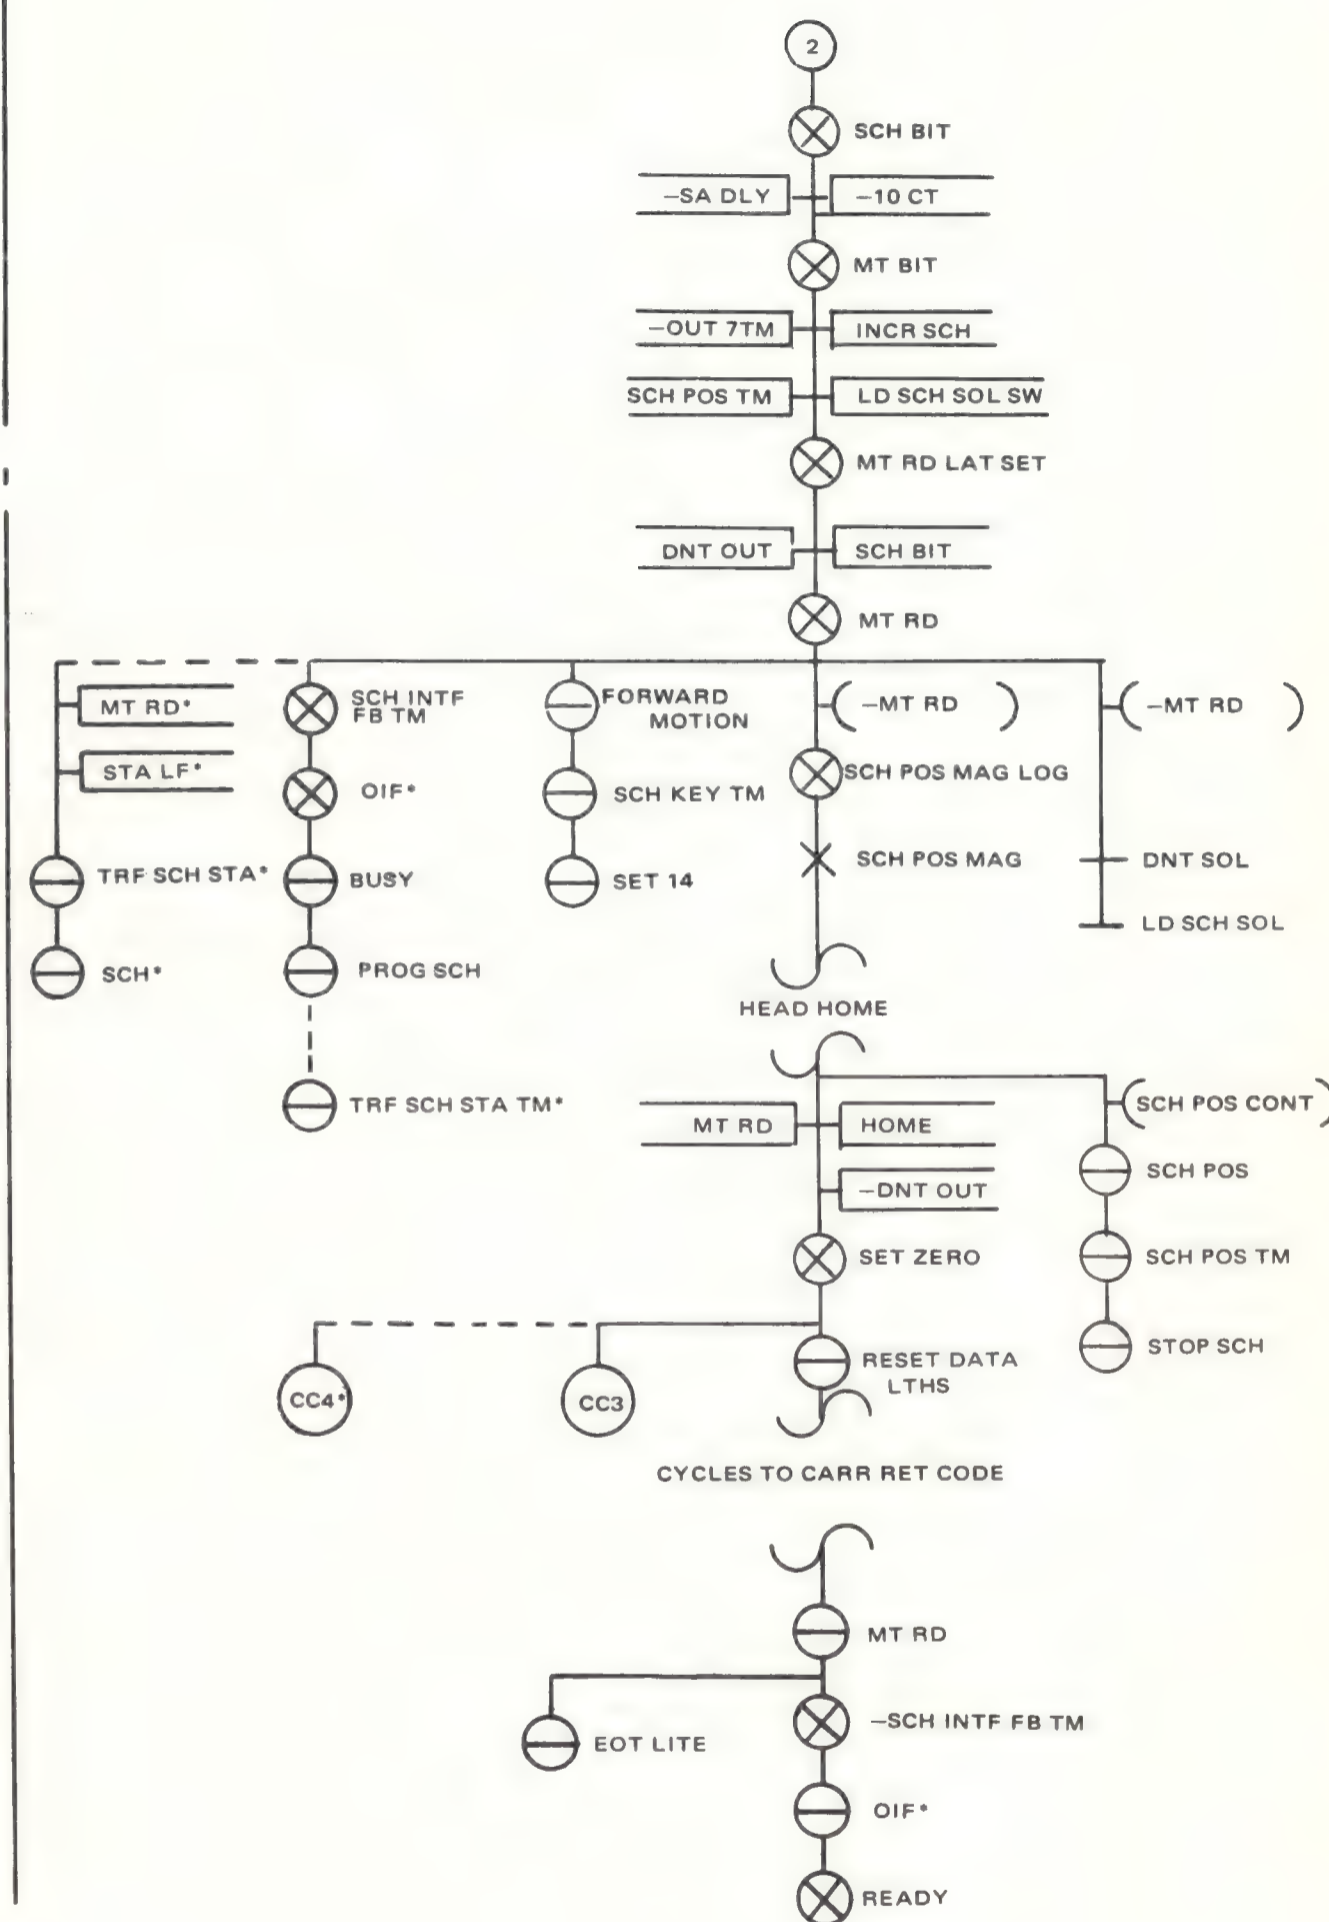 2
SCH BIT
–SA DLY
–10 CT
MT BIT
–OUT 7TM
INCR SCH
SCH POS TM
LD SCH SOL SW
MT RD LAT SET
DNT OUT
SCH BIT
MT RD
MT RD*
SCH INTF
FB TM
FORWARD
MOTION
–MT RD
–MT RD
STA LF*
OIF*
SCH KEY TM
SCH POS MAG LOG
TRF SCH STA*
BUSY
SET 14
SCH POS MAG
DNT SOL
LD SCH SOL
SCH*
PROG SCH
HEAD HOME
TRF SCH STA TM*
MT RD
HOME
SCH POS CONT
–DNT OUT
SCH POS
SET ZERO
SCH POS TM
STOP SCH
RESET DATA
LTHS
CC4*
CC3
CYCLES TO CARR RET CODE
MT RD
–SCH INTF FB TM
EOT LITE
OIF*
READY